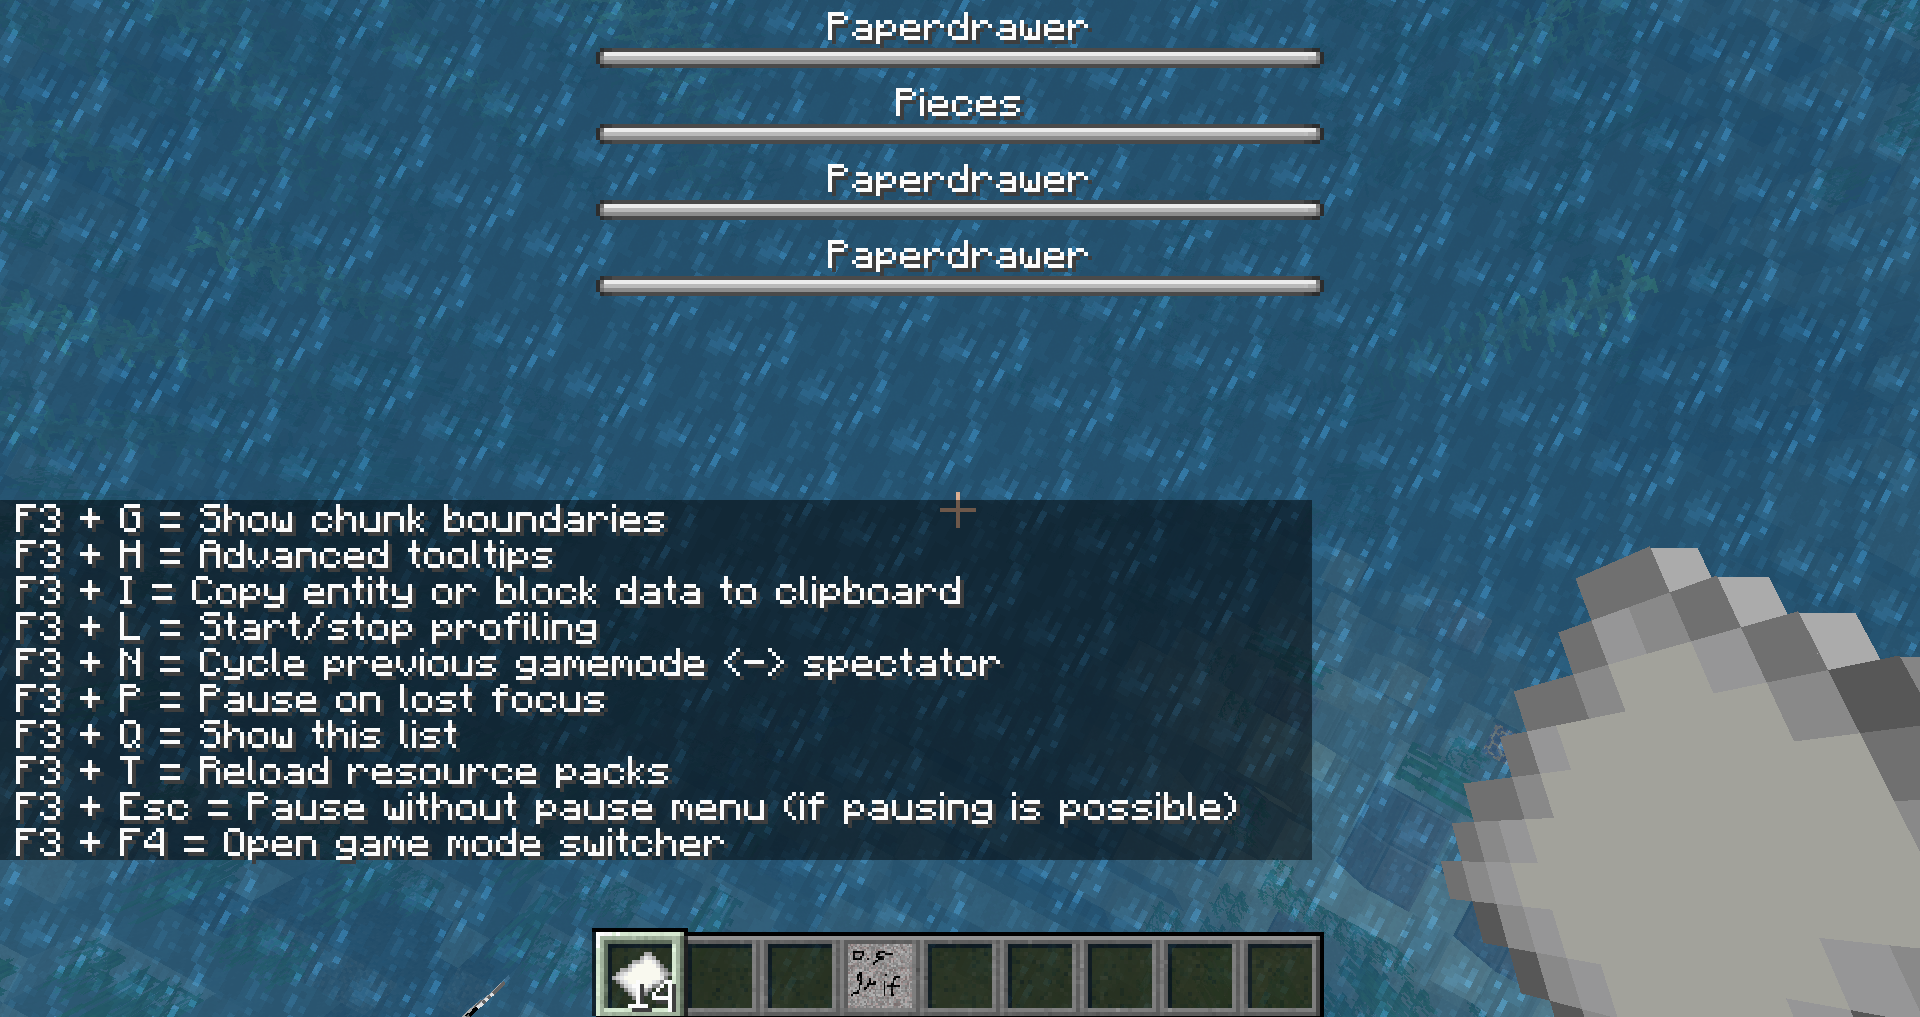 Paperdrawer
Pieces
Paperdrawer
Paperdrawer
F3 + G = Show chunk boundaries
F3 + H = Advanced tooltips
F3 + I = Copy entity or block data to clipboard
F3 + L = Start/stop profiling
F3 + N = Cycle previous gamemode <-> spectator
F3 + P = Pause on lost focus
F3 + Q = Show this list
F3 + T = Reload resource packs
F3 + Esc = Pause without pause menu (if pausing is possible)
F3 + F4 = Open game mode switcher
14
if